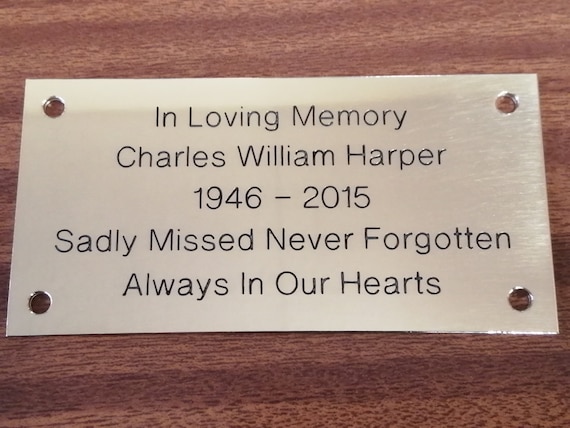 In Loving Memory
Charles William Harper
1946 - 2015
Sadly Missed Never Forgotten
Always In Our Hearts